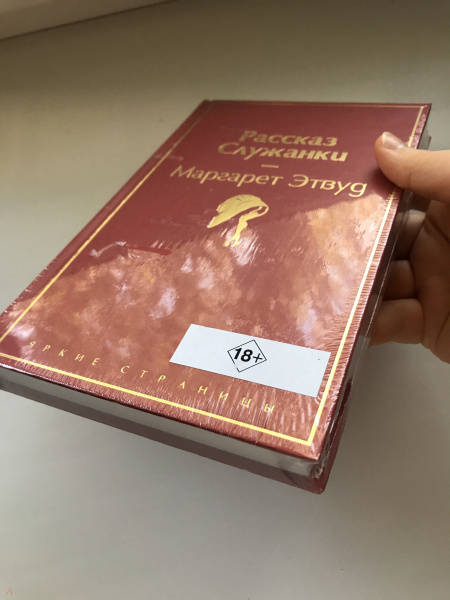 Рассказ
Служанки
Маргарет Этвуд
18+
ЯРКИЕ СТРАНИЦЫ